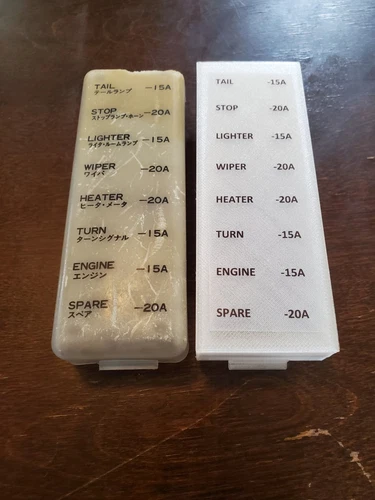 TAIL -15A
テールランプ
STOP -20A
ストップランプ・ホーン
LIGHTER -15A
ライタ・ルームランプ
WIPER -20A
ワイパ
HEATER -20A
ヒータ・メータ
TURN -15A
ターンシグナル
ENGINE -15A
エンジン
SPARE -20A
スペア
TAIL -15A
STOP -20A
LIGHTER -15A
WIPER -20A
HEATER -20A
TURN -15A
ENGINE -15A
SPARE -20A